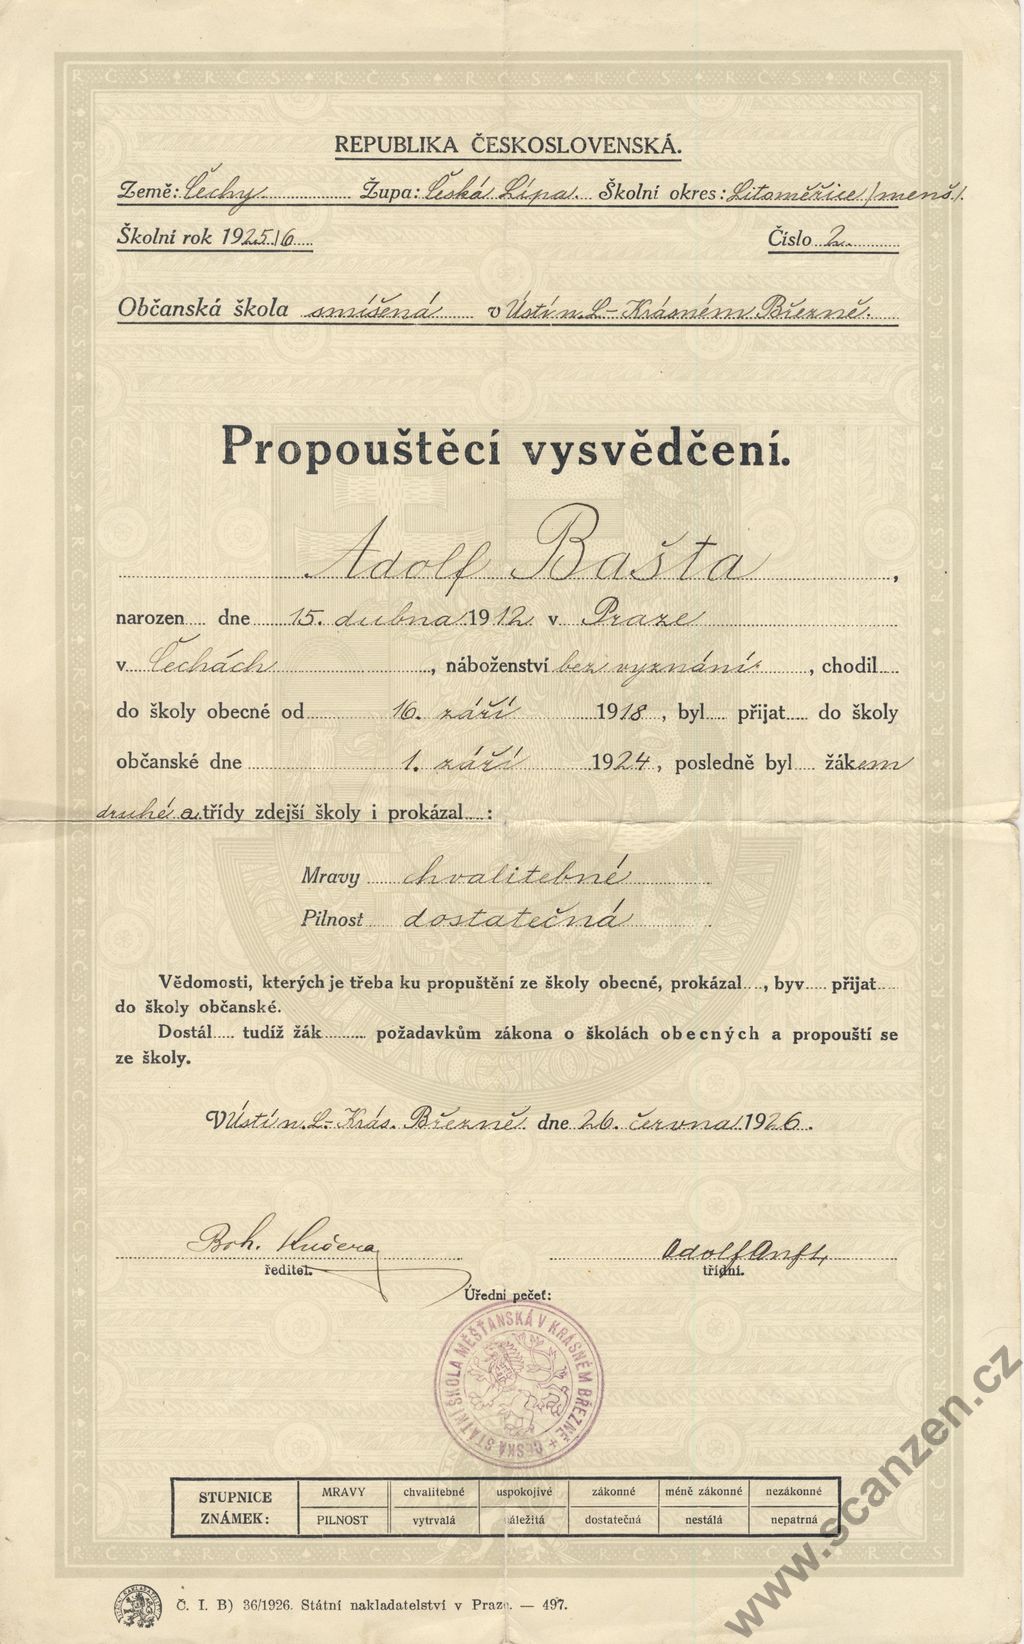 REPUBLIKA ČESKOSLOVENSKÁ.
Země: Čechy Župa: Česká Lípa. Školní okres: Litoměřice /menš/.
Školní rok 1925/6 Číslo 2.
Občanská škola smíšená v Ústí n. L.-Krásném Březně.
Propouštěcí vysvědčení.
Adolf Bašta,
narozen dne 15. dubna 1912 v Praze
v Čechách, náboženství bez vyznání, chodil
do školy obecné od 16. září 1918, byl přijat do školy
občanské dne 1. září 1924, posledně byl žákem
druhé a třídy zdejší školy i prokázal:
Mravy chvalitebné
Pilnost dostatečná
Vědomosti, kterých je třeba ku propuštění ze školy obecné, prokázal, byv přijat
do školy občanské.
Dostál tudíž žák požadavkům zákona o školách obecných a propouští se
ze školy.
V Ústí n. L.-Krás. Březně dne 26. června 1926.
Boh. Kučera Adolf
ředitel. třídní.
Úřední pečeť:
ČESKÁ STÁTNÍ ŠKOLA MĚŠŤANSKÁ V KRÁSNÉM BŘEZNĚ +
STUPNICE ZNÁMEK:
MRAVY chvalitebné uspokojivé zákonné méně zákonné nezákonné
PILNOST vytrvalá náležitá dostatečná nestálá nepatrná
Č. I. B) 36/1926. Státní nakladatelství v Praze. — 497.
www.scanzen.cz